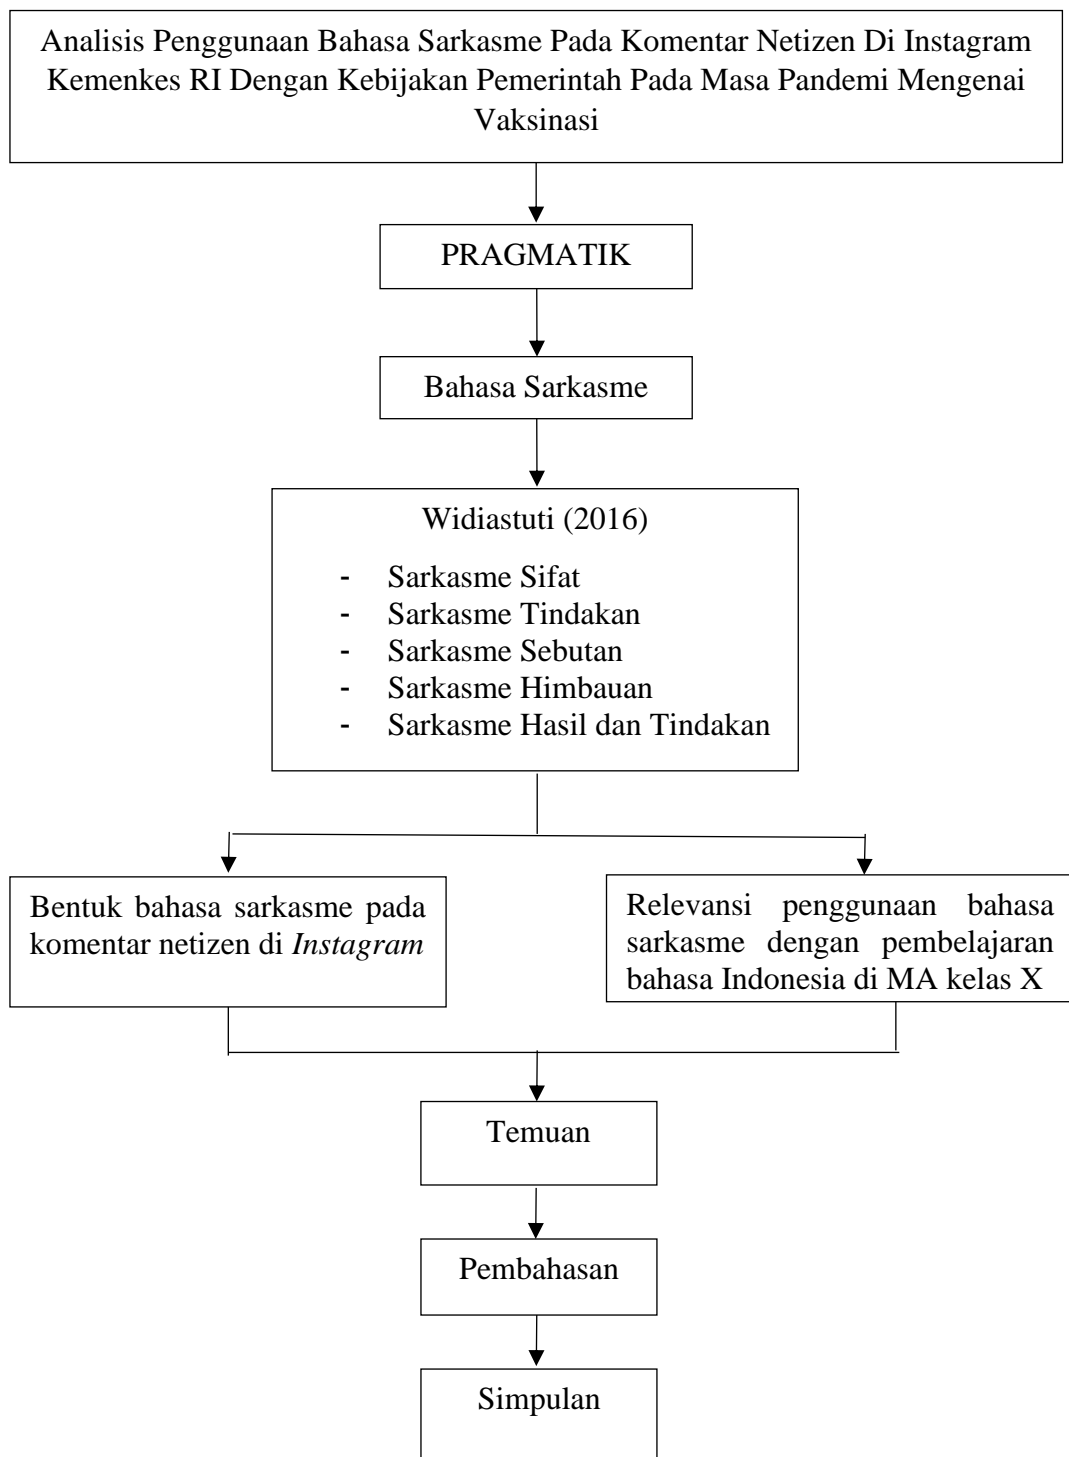 Analisis Penggunaan Bahasa Sarkasme Pada Komentar Netizen Di Instagram
Kemenkes RI Dengan Kebijakan Pemerintah Pada Masa Pandemi Mengenai
Vaksinasi
PRAGMATIK
Bahasa Sarkasme
Widiastuti (2016)
- Sarkasme Sifat
- Sarkasme Tindakan
- Sarkasme Sebutan
- Sarkasme Himbauan
- Sarkasme Hasil dan Tindakan
Bentuk bahasa sarkasme pada
komentar netizen di Instagram
Relevansi penggunaan bahasa
sarkasme dengan pembelajaran
bahasa Indonesia di MA kelas X
Temuan
Pembahasan
Simpulan